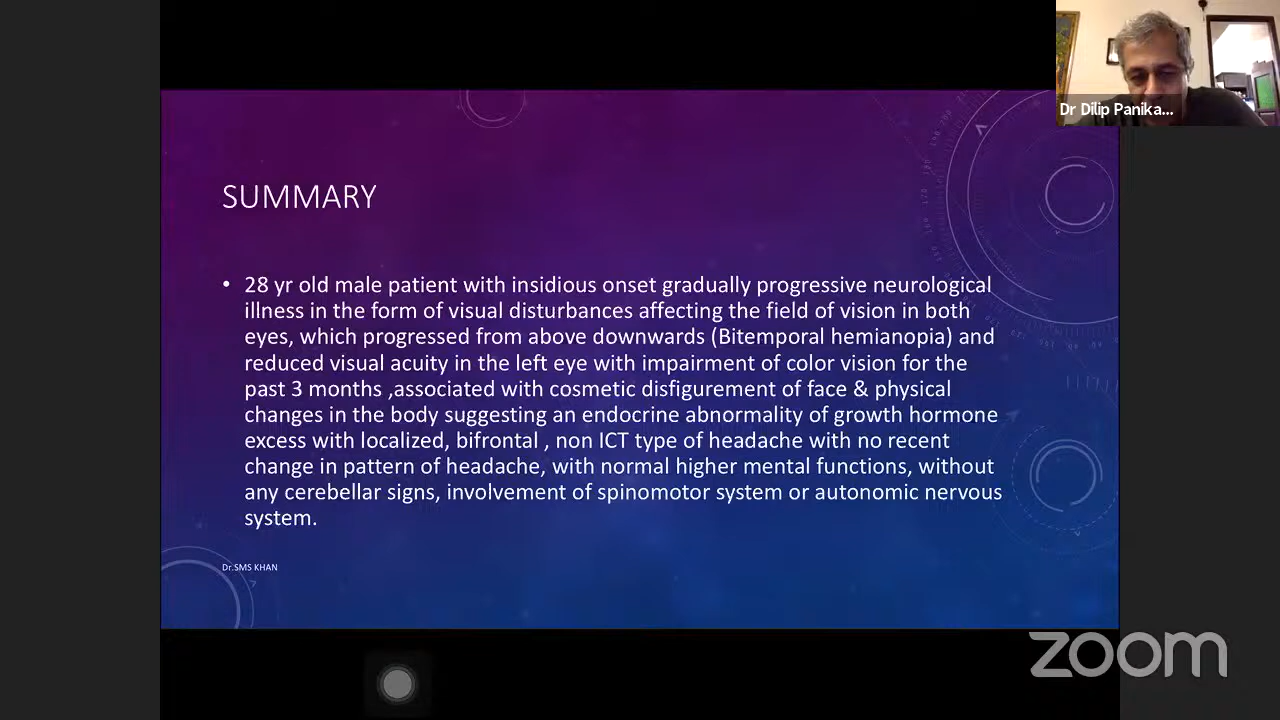 Dr Dilip Panika...
SUMMARY
• 28 yr old male patient with insidious onset gradually progressive neurological
illness in the form of visual disturbances affecting the field of vision in both
eyes, which progressed from above downwards (Bitemporal hemianopia) and
reduced visual acuity in the left eye with impairment of color vision for the
past 3 months ,associated with cosmetic disfigurement of face & physical
changes in the body suggesting an endocrine abnormality of growth hormone
excess with localized, bifrontal , non ICT type of headache with no recent
change in pattern of headache, with normal higher mental functions, without
any cerebellar signs, involvement of spinomotor system or autonomic nervous
system.
Dr.SMS KHAN
zoom